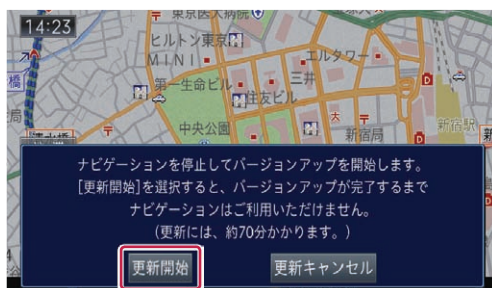 14:23
東京医大病院
ヒルトン東京
MINI
エルタワー
第一生命ビル
三井
住友ビル
D
橋
局
中央公園
新宿局
新宿駅
清水橋
D
新
ナビゲーションを停止してバージョンアップを開始します。
[更新開始]を選択すると、バージョンアップが完了するまで
ナビゲーションはご利用いただけません。
(更新には、約70分かかります。)
更新開始
更新キャンセル